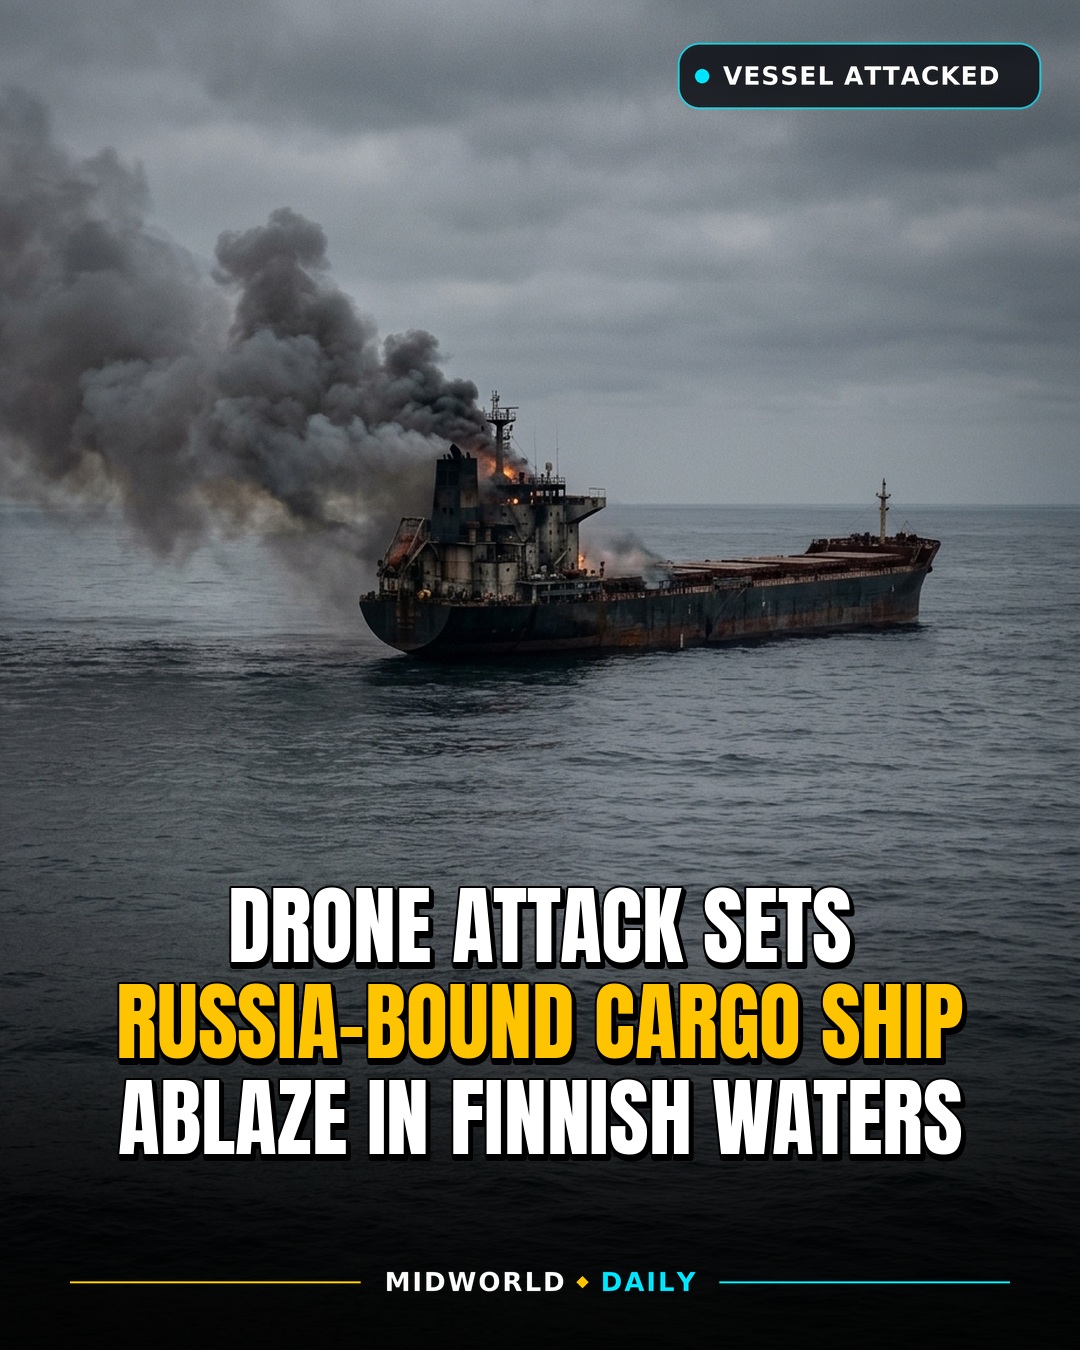 VESSEL ATTACKED
DRONE ATTACK SETS
RUSSIA-BOUND CARGO SHIP
ABLAZE IN FINNISH WATERS
MIDWORLD DAILY